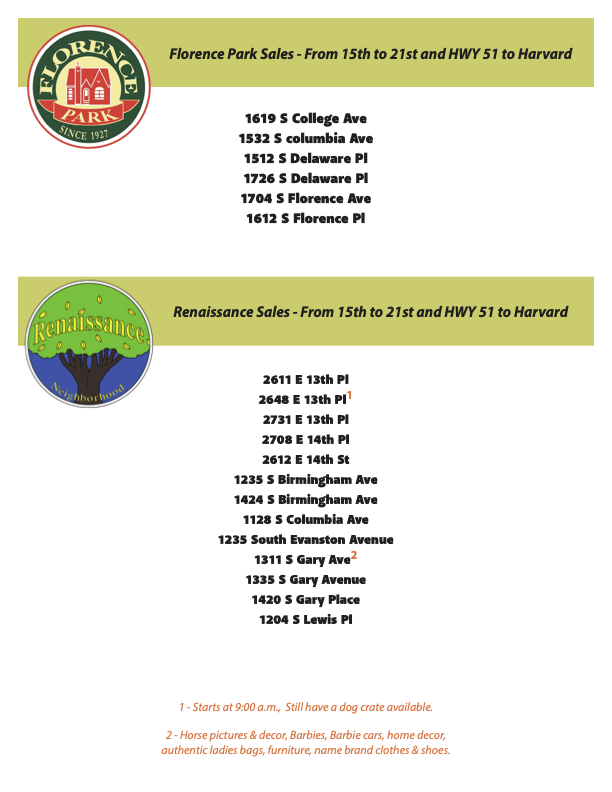 FLORENCE
PARK
SINCE 1927
Florence Park Sales - From 15th to 21st and HWY 51 to Harvard
1619 S College Ave
1532 S columbia Ave
1512 S Delaware Pl
1726 S Delaware Pl
1704 S Florence Ave
1612 S Florence Pl
Renaissance
Neighborhood
Renaissance Sales - From 15th to 21st and HWY 51 to Harvard
2611 E 13th Pl
2648 E 13th Pl1
2731 E 13th Pl
2708 E 14th Pl
2612 E 14th St
1235 S Birmingham Ave
1424 S Birmingham Ave
1128 S Columbia Ave
1235 South Evanston Avenue
1311 S Gary Ave2
1335 S Gary Avenue
1420 S Gary Place
1204 S Lewis Pl
1 - Starts at 9:00 a.m.,  Still have a dog crate available.
2 - Horse pictures & decor, Barbies, Barbie cars, home decor,
authentic ladies bags, furniture, name brand clothes & shoes.